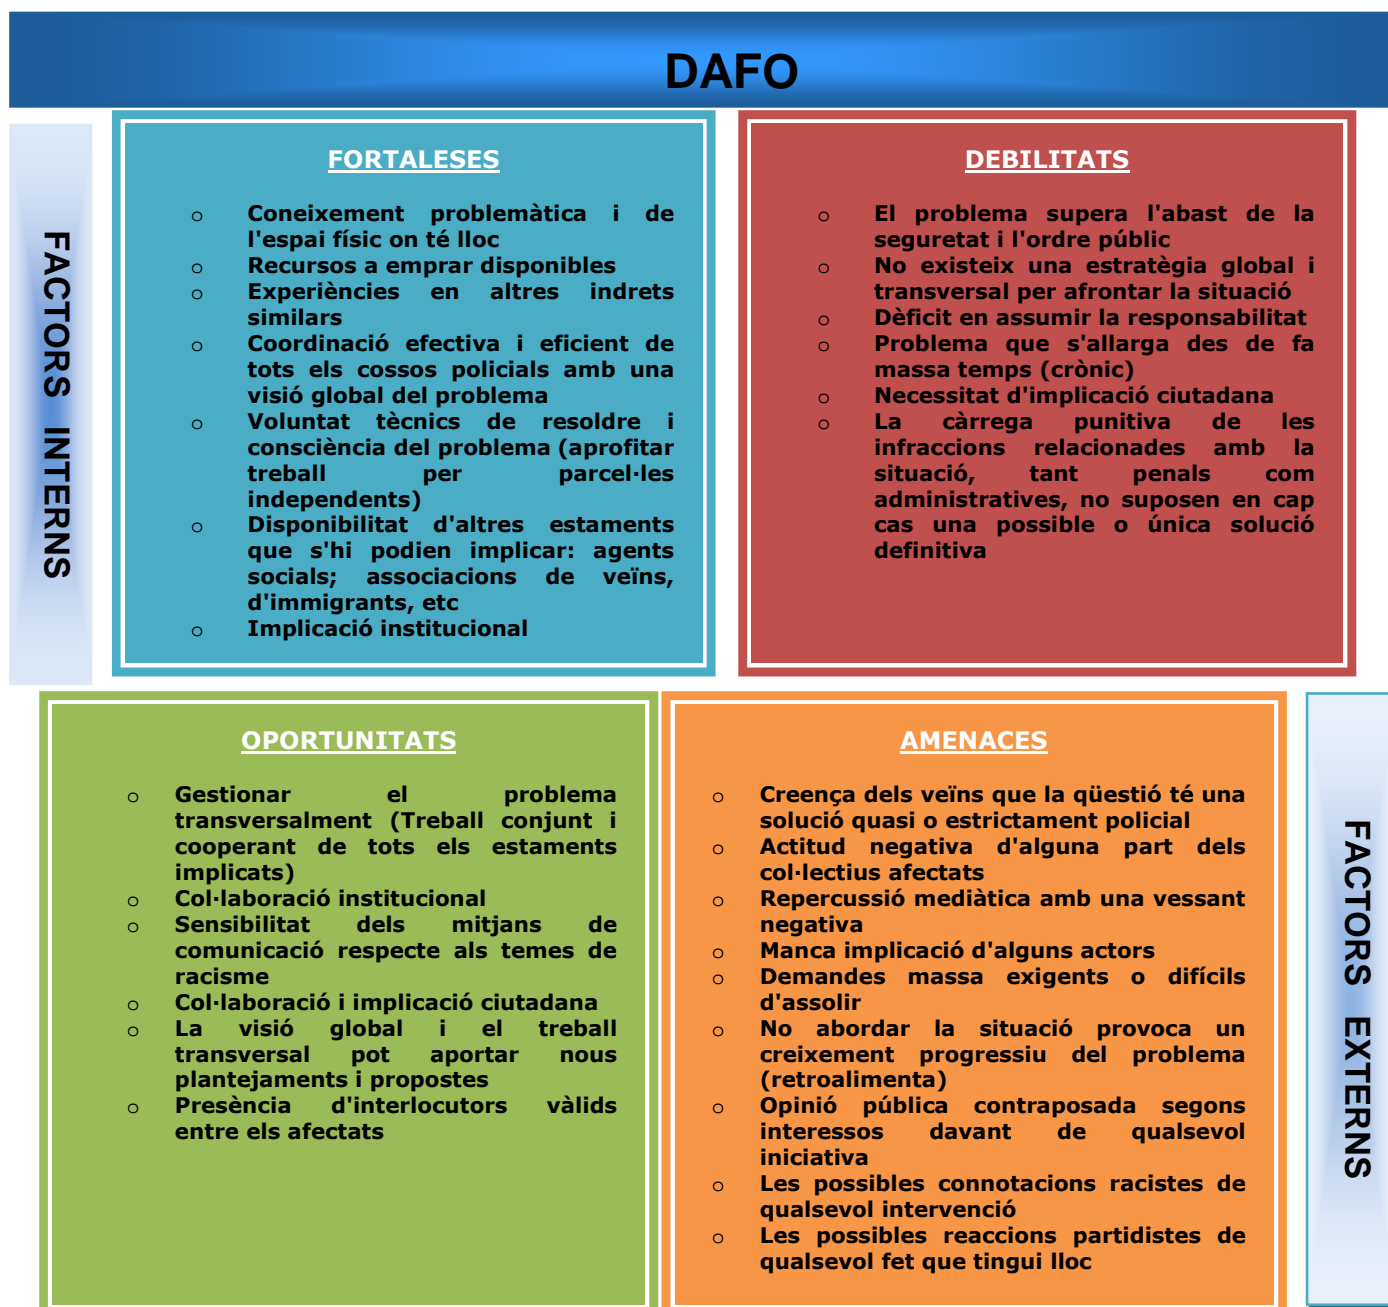 DAFO
FACTORS INTERNS
FORTALESES
o Coneixement problemàtica i de
l'espai físic on té lloc
o Recursos a emprar disponibles
o Experiències en altres indrets
similars
o Coordinació efectiva i eficient de
tots els cossos policials amb una
visió global del problema
o Voluntat tècnics de resoldre i
consciència del problema (aprofitar
treball per parcel·les
independents)
o Disponibilitat d'altres estaments
que s'hi podien implicar: agents
socials; associacions de veïns,
d'immigrants, etc
o Implicació institucional
DEBILITATS
o El problema supera l'abast de la
seguretat i l'ordre públic
o No existeix una estratègia global i
transversal per afrontar la situació
o Dèficit en assumir la responsabilitat
o Problema que s'allarga des de fa
massa temps (crònic)
o Necessitat d'implicació ciutadana
o La càrrega punitiva de les
infraccions relacionades amb la
situació, tant penals com
administratives, no suposen en cap
cas una possible o única solució
definitiva
OPORTUNITATS
o Gestionar el problema
transversalment (Treball conjunt i
cooperant de tots els estaments
implicats)
o Col·laboració institucional
o Sensibilitat dels mitjans de
comunicació respecte als temes de
racisme
o Col·laboració i implicació ciutadana
o La visió global i el treball
transversal pot aportar nous
plantejaments i propostes
o Presència d'interlocutors vàlids
entre els afectats
AMENACES
o Creença dels veïns que la qüestió té una
solució quasi o estrictament policial
o Actitud negativa d'alguna part dels
col·lectius afectats
o Repercussió mediàtica amb una vessant
negativa
o Manca implicació d'alguns actors
o Demandes massa exigents o difícils
d'assolir
o No abordar la situació provoca un
creixement progressiu del problema
(retroalimenta)
o Opinió pública contraposada segons
interessos davant de qualsevol
iniciativa
o Les possibles connotacions racistes de
qualsevol intervenció
o Les possibles reaccions partidistes de
qualsevol fet que tingui lloc
FACTORS EXTERNS